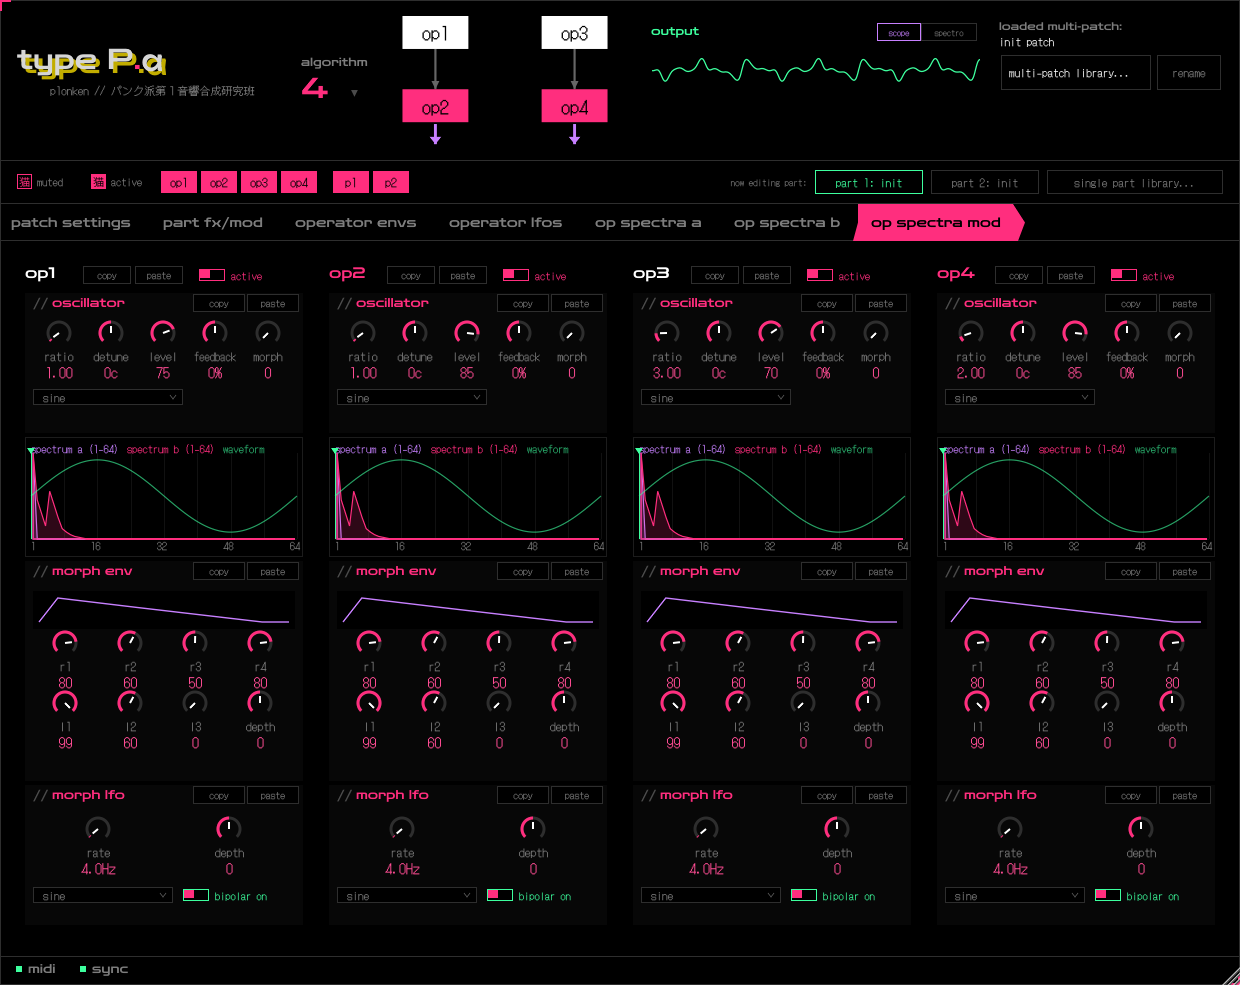 type P.a
plonken // パンク派第1音響合成研究班
algorithm
4
op1 op3
op2 op4
output
scope spectro
loaded multi-patch:
init patch
multi-patch library... rename
猫 muted 猫 active op1 op2 op3 op4 p1 p2
now editing part: part 1: init part 2: init single part library...
patch settings part fx/mod operator envs operator lfos op spectra a op spectra b op spectra mod
op1 copy paste active op2 copy paste active op3 copy paste active op4 copy paste active
// oscillator copy paste // oscillator copy paste // oscillator copy paste // oscillator copy paste
ratio detune level feedback morph ratio detune level feedback morph ratio detune level feedback morph ratio detune level feedback morph
1.00 0c 75 0% 0 1.00 0c 85 0% 0 3.00 0c 70 0% 0 2.00 0c 85 0% 0
sine sine sine sine
spectrum a (1-64) spectrum b (1-64) waveform spectrum a (1-64) spectrum b (1-64) waveform spectrum a (1-64) spectrum b (1-64) waveform spectrum a (1-64) spectrum b (1-64) waveform
1 16 32 48 64 1 16 32 48 64 1 16 32 48 64 1 16 32 48 64
// morph env copy paste // morph env copy paste // morph env copy paste // morph env copy paste
r1 r2 r3 r4 r1 r2 r3 r4 r1 r2 r3 r4 r1 r2 r3 r4
80 60 50 80 80 60 50 80 80 60 50 80 80 60 50 80
l1 l2 l3 depth l1 l2 l3 depth l1 l2 l3 depth l1 l2 l3 depth
99 60 0 0 99 60 0 0 99 60 0 0 99 60 0 0
// morph lfo copy paste // morph lfo copy paste // morph lfo copy paste // morph lfo copy paste
rate depth rate depth rate depth rate depth
4.0Hz 0 4.0Hz 0 4.0Hz 0 4.0Hz 0
sine bipolar on sine bipolar on sine bipolar on sine bipolar on
midi sync